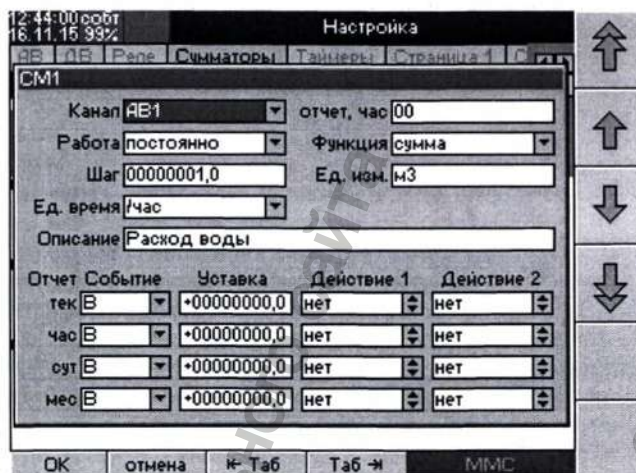 12:44:00 собт
16.11.15 99%
Настройка
АВ ДВ Реле Сумматоры Таймеры Страница 1
СМ1
Канал АВ1 отчет, час 00
Работа постоянно Функция сумма
Шаг 00000001,0 Ед. изм. м3
Ед. время /час
Описание Расход воды
Отчет Событие Уставка Действие 1 Действие 2
тек В +00000000,0 нет нет
час В +00000000,0 нет нет
сут В +00000000,0 нет нет
мес В +00000000,0 нет нет
ОК отмена Таб Таб ММС